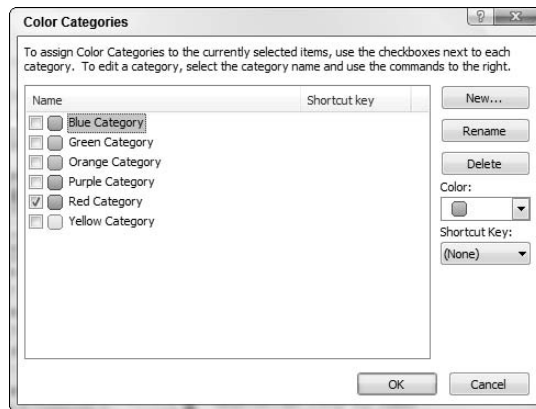 Color Categories
To assign Color Categories to the currently selected items, use the checkboxes next to each
category. To edit a category, select the category name and use the commands to the right.
Name Shortcut key
Blue Category
Green Category
Orange Category
Purple Category
Red Category
Yellow Category
New...
Rename
Delete
Color:
Shortcut Key:
(None)
OK Cancel